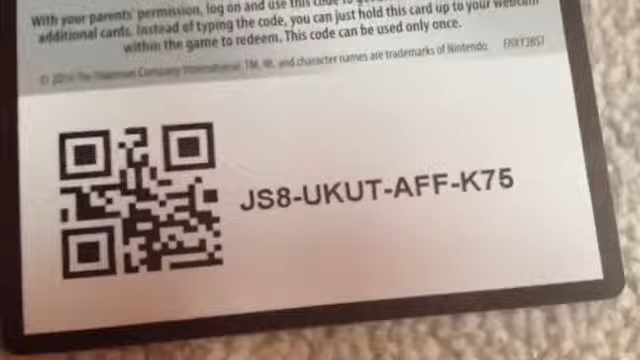 With your parents' permission, log on and use this code to
additional cards. Instead of typing the code, you can just hold this card up to your webcam
within the game to redeem. This code can be used only once.
© 2014 The Pokémon Company International. TM, ®, and character names are trademarks of Nintendo.
JS8-UKUT-AFF-K75